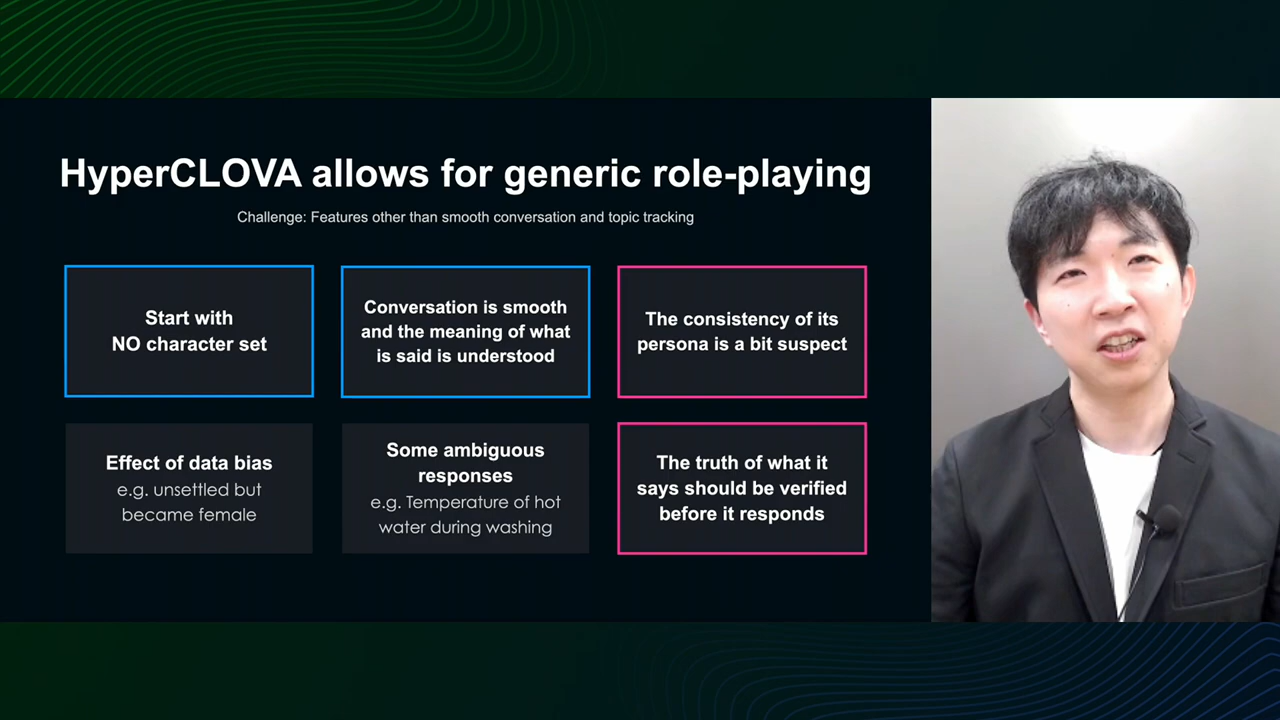 HyperCLOVA allows for generic role-playing
Challenge: Features other than smooth conversation and topic tracking
Start with
NO character set
Conversation is smooth
and the meaning of what
is said is understood
The consistency of its
persona is a bit suspect
Effect of data bias
e.g. unsettled but
became female
Some ambiguous
responses
e.g. Temperature of hot
water during washing
The truth of what it
says should be verified
before it responds